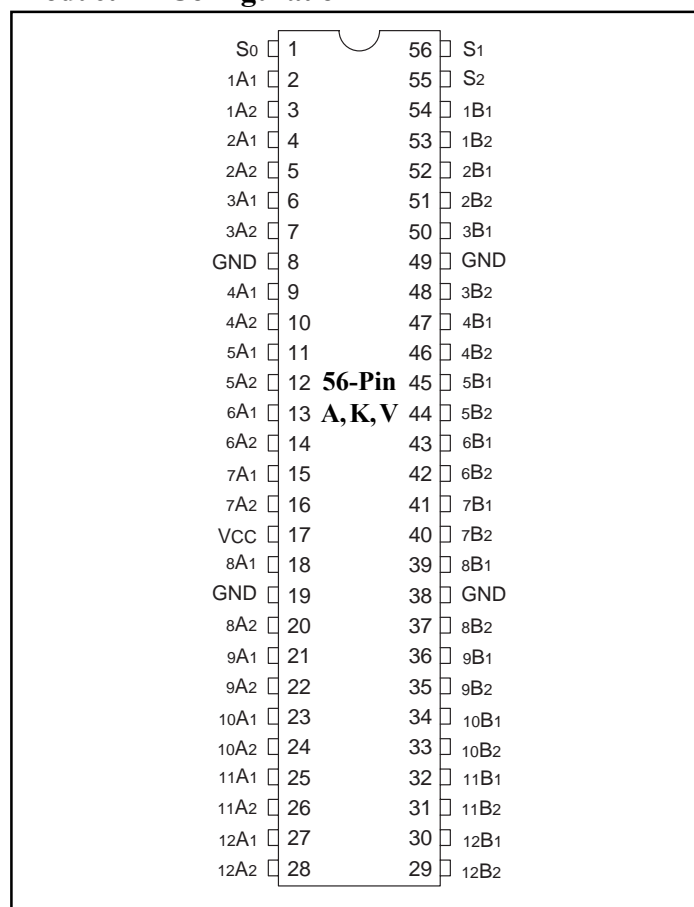 S0 1 56 S1
1A1 2 55 S2
1A2 3 54 1B1
2A1 4 53 1B2
2A2 5 52 2B1
3A1 6 51 2B2
3A2 7 50 3B1
GND 8 49 GND
4A1 9 48 3B2
4A2 10 47 4B1
5A1 11 46 4B2
5A2 12 56-Pin 45 5B1
6A1 13 A, K, V 44 5B2
6A2 14 43 6B1
7A1 15 42 6B2
7A2 16 41 7B1
VCC 17 40 7B2
8A1 18 39 8B1
GND 19 38 GND
8A2 20 37 8B2
9A1 21 36 9B1
9A2 22 35 9B2
10A1 23 34 10B1
10A2 24 33 10B2
11A1 25 32 11B1
11A2 26 31 11B2
12A1 27 30 12B1
12A2 28 29 12B2